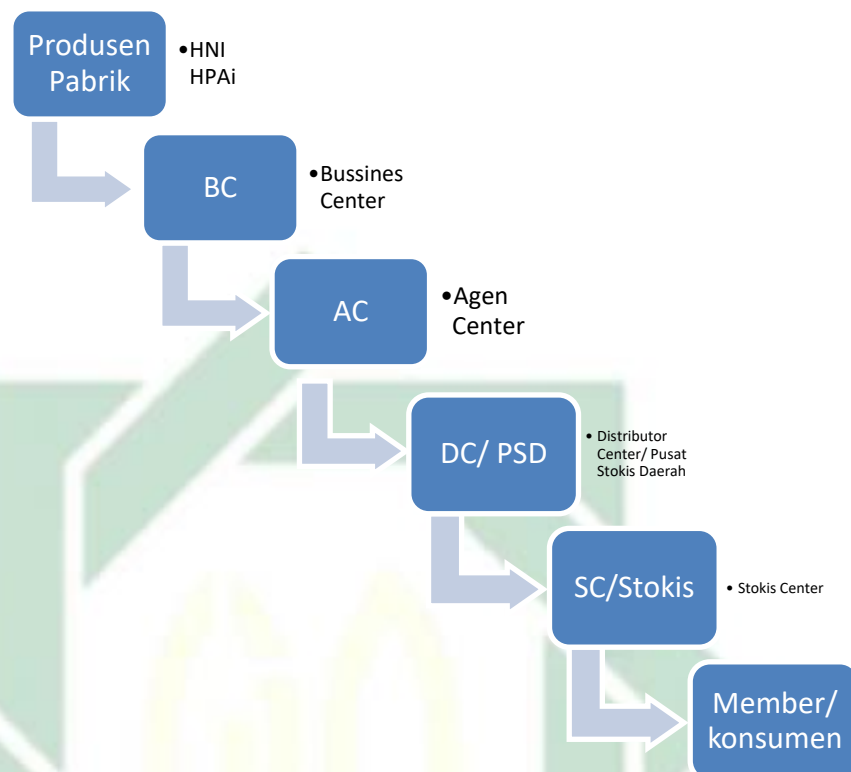 Produsen
Pabrik
•HNI
HPAi
BC
•Bussines
Center
AC
•Agen
Center
DC/ PSD
• Distributor
Center/ Pusat
Stokis Daerah
SC/Stokis
• Stokis Center
Member/
konsumen